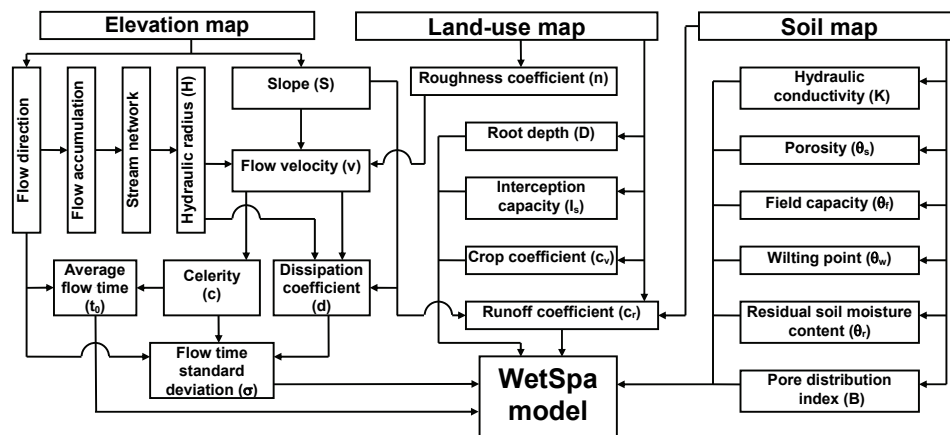 Elevation map
Land-use map
Soil map
Flow direction
Flow accumulation
Stream network
Hydraulic radius (H)
Slope (S)
Flow velocity (v)
Average
flow time
(t₀)
Celerity
(c)
Dissipation
coefficient
(d)
Flow time
standard
deviation (σ)
Roughness coefficient (n)
Root depth (D)
Interception
capacity (Iₛ)
Crop coefficient (cᵥ)
Runoff coefficient (cᵣ)
WetSpa
model
Hydraulic
conductivity (K)
Porosity (θₛ)
Field capacity (θf)
Wilting point (θw)
Residual soil moisture
content (θᵣ)
Pore distribution
index (B)